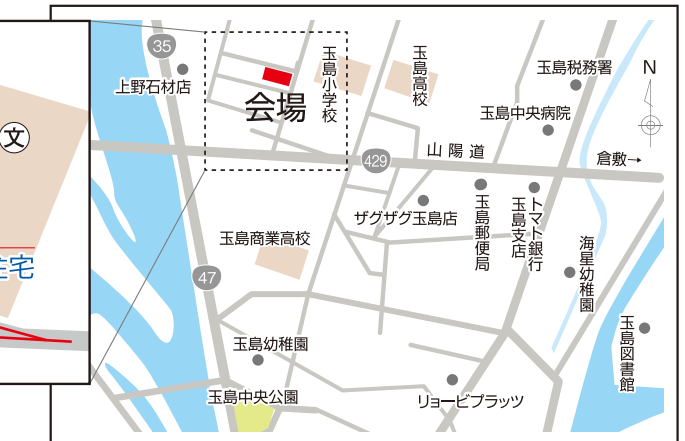 文
宅
35
上野石材店
会場
玉島小学校
玉島高校
玉島税務署
N
玉島中央病院
429
山陽道
倉敷→
ザグザグ玉島店
玉島郵便局
トマト銀行
玉島支店
海星幼稚園
玉島商業高校
47
玉島幼稚園
玉島中央公園
リョービプラッツ
玉島図書館